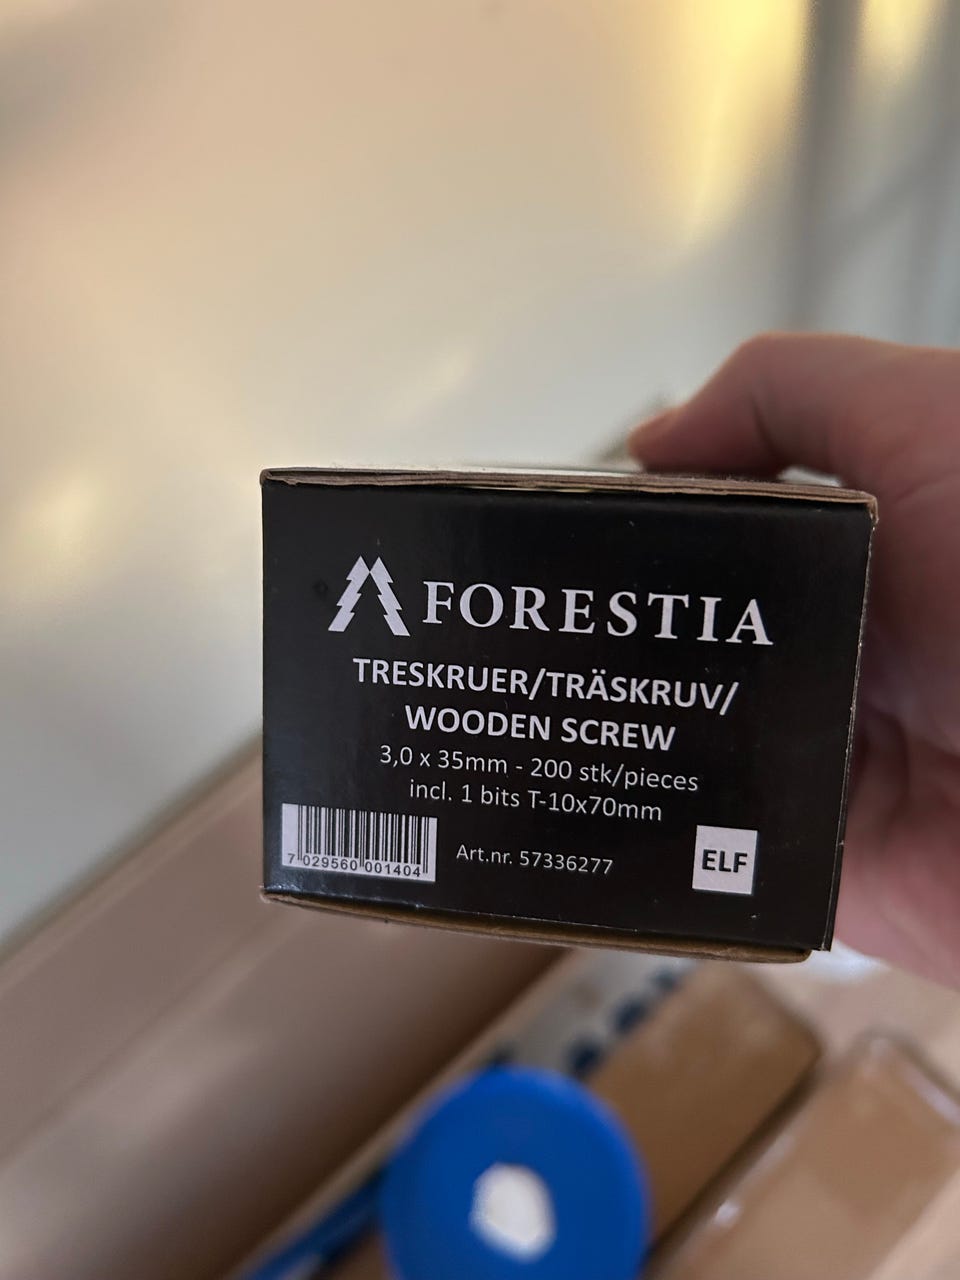 FORESTIA
TRESKRUER/TRÄSKRUV/
WOODEN SCREW
3,0 x 35mm - 200 stk/pieces
incl. 1 bits T-10x70mm
7 029560 001404
Art.nr. 57336277
ELF